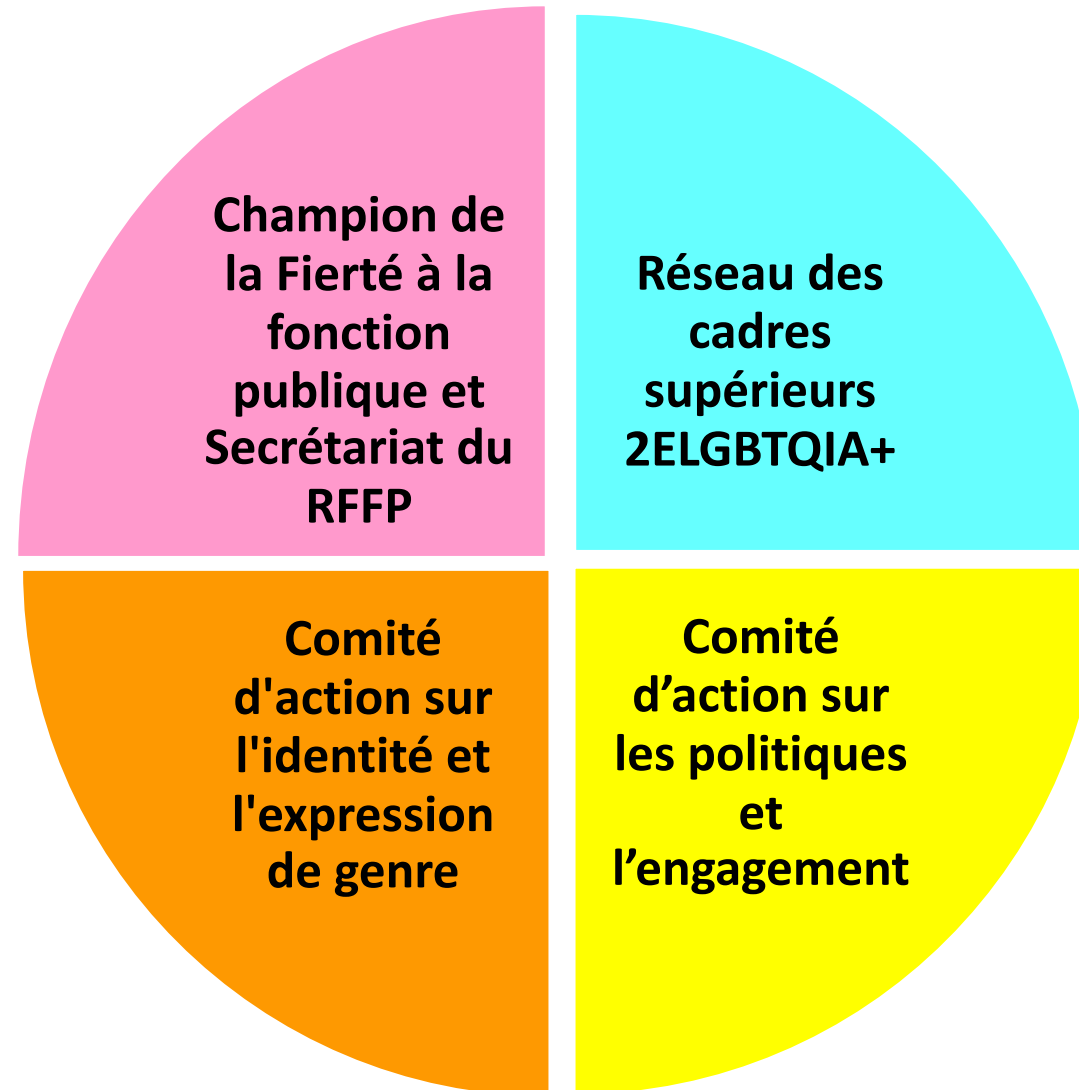 Champion de
la Fierté à la
fonction
publique et
Secrétariat du
RFFP
Réseau des
cadres
supérieurs
2ELGBTQIA+
Comité
d'action sur
l'identité et
l'expression
de genre
Comité
d’action sur
les politiques
et
l’engagement